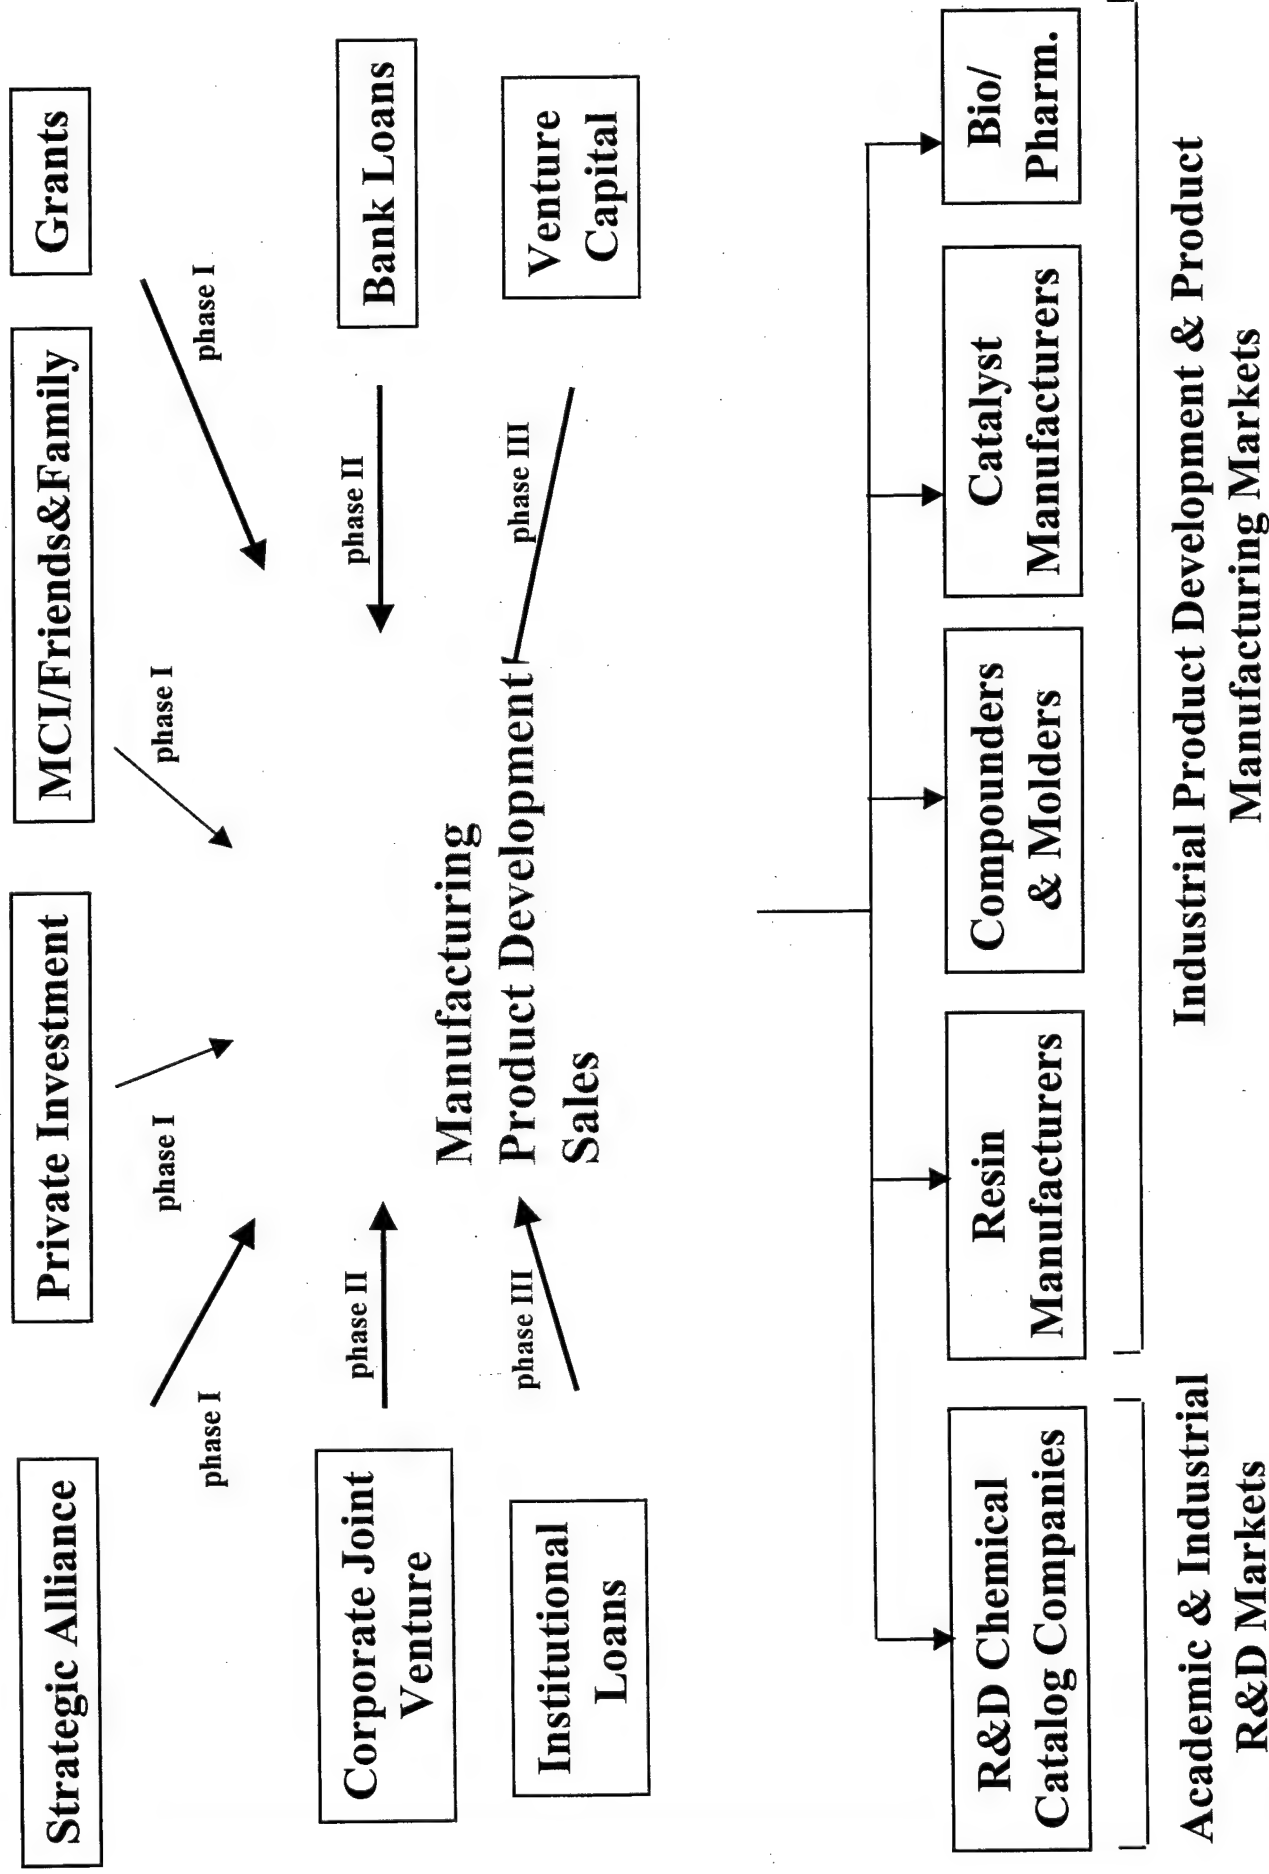 Strategic Alliance
Private Investment
MCI/Friends&Family
Grants
phase I
phase I
phase I
phase I
Corporate Joint
Venture
phase II
phase II
Bank Loans
Manufacturing
Product Development
Sales
Institutional
Loans
phase III
phase III
Venture
Capital
R&D Chemical
Catalog Companies
Resin
Manufacturers
Compounders
& Molders
Catalyst
Manufacturers
Bio/
Pharm.
Academic & Industrial
R&D Markets
Industrial Product Development & Product
Manufacturing Markets